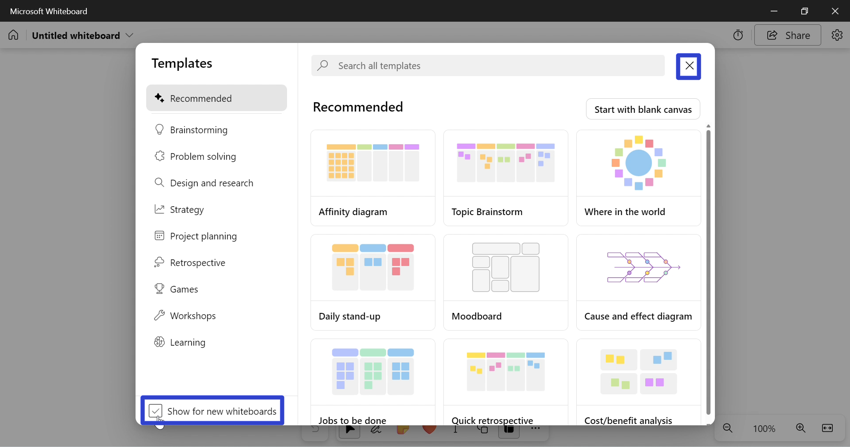 Microsoft Whiteboard
Untitled whiteboard
Share
Templates
Search all templates
Recommended
Recommended
Start with blank canvas
Brainstorming
Problem solving
Design and research
Strategy
Project planning
Retrospective
Games
Workshops
Learning
Affinity diagram
Topic Brainstorm
Where in the world
Daily stand-up
Moodboard
Cause and effect diagram
Jobs to be done
Quick retrospective
Cost/benefit analysis
Show for new whiteboards
100%